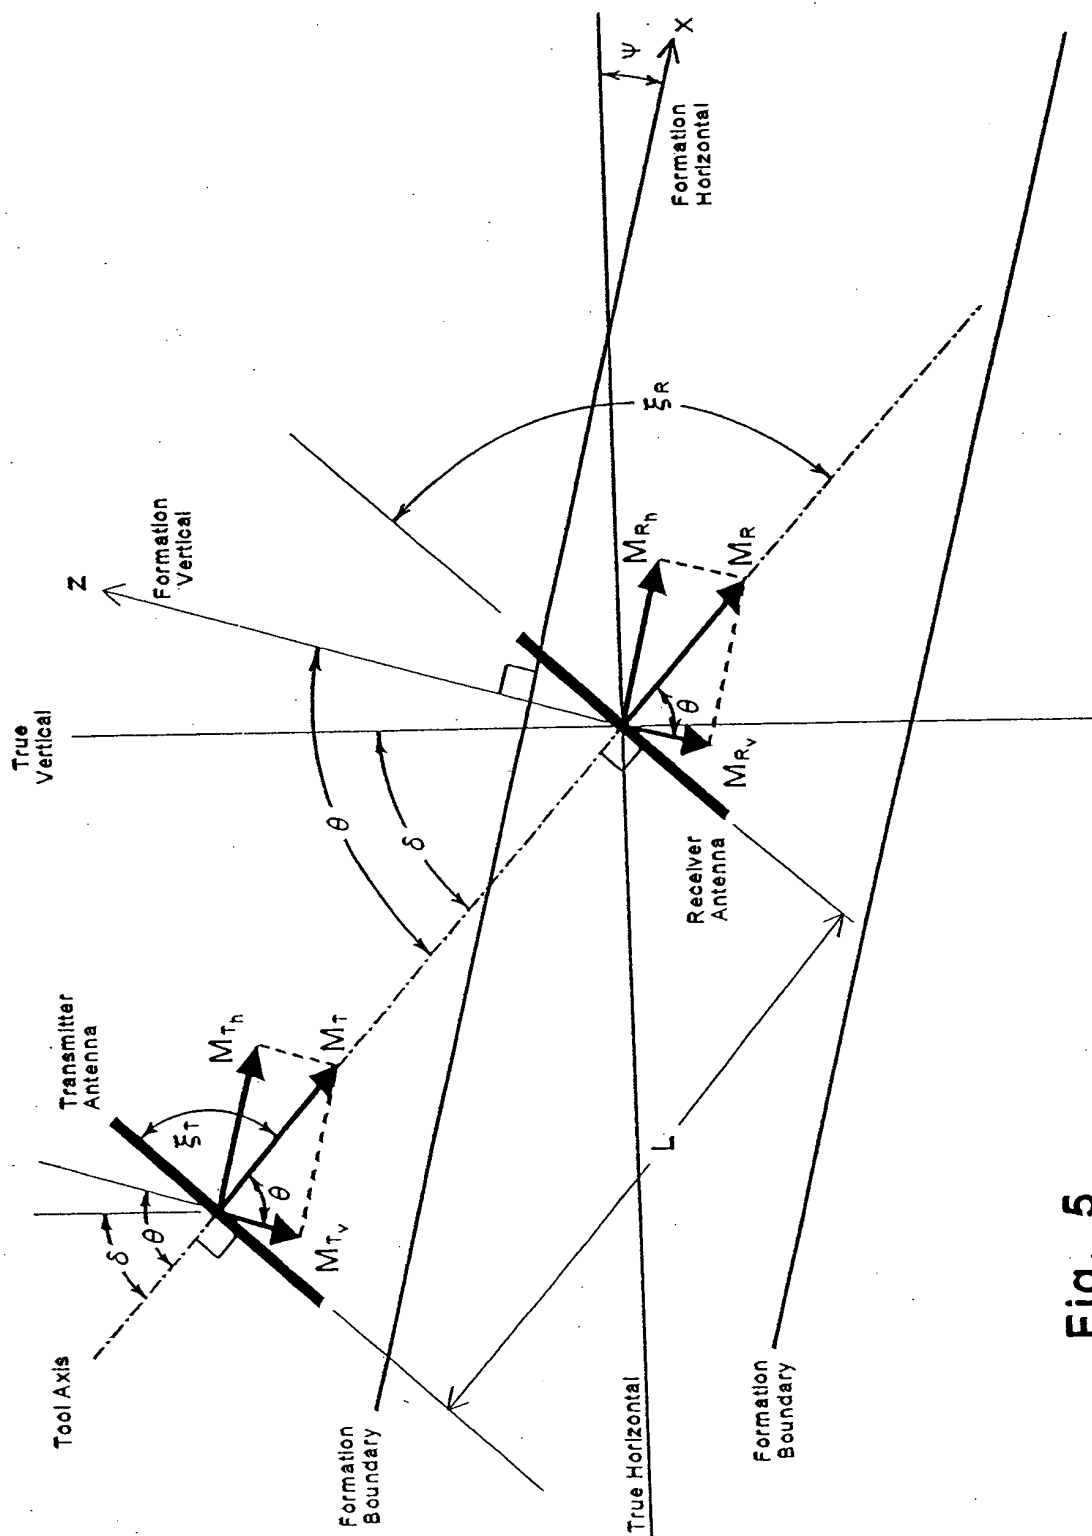 True
Vertical
Z
Formation
Vertical
X
ψ
Formation
Horizontal
θ
δ
ξR
Transmitter
Antenna
MTh
ξT
MT
θ
MTv
δ
θ
Tool Axis
MRh
MR
θ
MRv
Receiver
Antenna
L
Formation
Boundary
True Horizontal
Formation
Boundary
Fig. 5